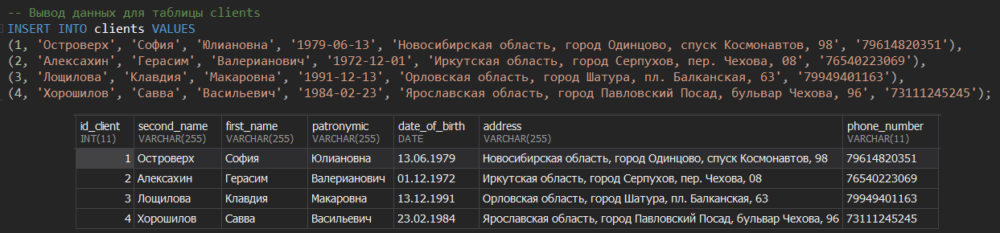 -- Вывод данных для таблицы clients
INSERT INTO clients VALUES
(1, 'Островерх', 'София', 'Юлиановна', '1979-06-13', 'Новосибирская область, город Одинцово, спуск Космонавтов, 98', '79614820351'),
(2, 'Алексахин', 'Герасим', 'Валерианович', '1972-12-01', 'Иркутская область, город Серпухов, пер. Чехова, 08', '76540223069'),
(3, 'Лощилова', 'Клавдия', 'Макаровна', '1991-12-13', 'Орловская область, город Шатура, пл. Балканская, 63', '79949401163'),
(4, 'Хорошилов', 'Савва', 'Васильевич', '1984-02-23', 'Ярославская область, город Павловский Посад, бульвар Чехова, 96', '73111245245');
id_client second_name first_name patronymic date_of_birth address phone_number
INT(11) VARCHAR(255) VARCHAR(255) VARCHAR(255) DATE VARCHAR(255) VARCHAR(11)
1 Островерх София Юлиановна 13.06.1979 Новосибирская область, город Одинцово, спуск Космонавтов, 98 79614820351
2 Алексахин Герасим Валерианович 01.12.1972 Иркутская область, город Серпухов, пер. Чехова, 08 76540223069
3 Лощилова Клавдия Макаровна 13.12.1991 Орловская область, город Шатура, пл. Балканская, 63 79949401163
4 Хорошилов Савва Васильевич 23.02.1984 Ярославская область, город Павловский Посад, бульвар Чехова, 96 73111245245